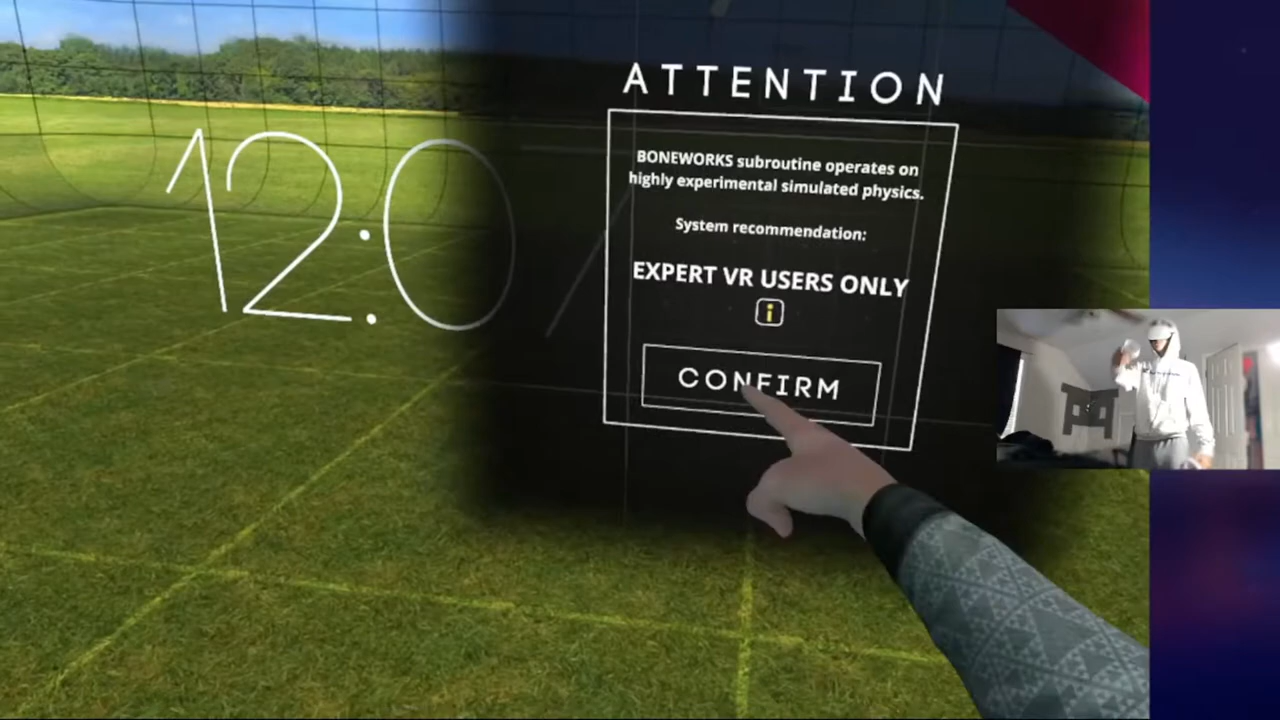 ATTENTION
12:0
BONEWORKS subroutine operates on
highly experimental simulated physics.
System recommendation:
EXPERT VR USERS ONLY
i
CONFIRM